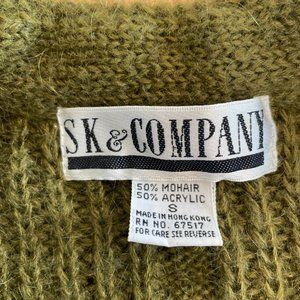 SK & COMPANY
50% MOHAIR
50% ACRYLIC
S
MADE IN HONG KONG
RN NO. 67517
FOR CARE SEE REVERSE